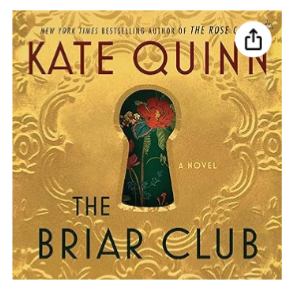 NEW YORK TIMES BESTSELLING AUTHOR OF THE ROSE
KATE QUINN
A NOVEL
THE
BRIAR CLUB